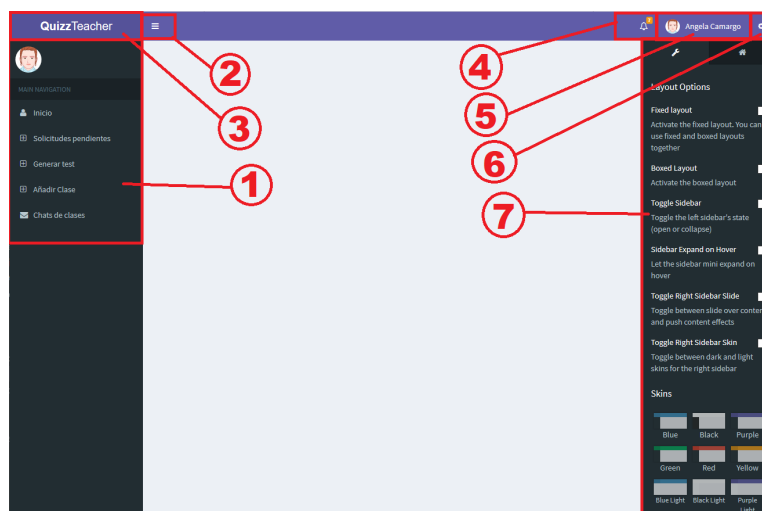 QuizzTeacher
Angela Camargo
MAIN NAVIGATION
Inicio
Solicitudes pendientes
Generar test
Añadir Clase
Chats de clases
1
2
3
4
5
6
7
Layout Options
Fixed layout
Activate the fixed layout. You can
use fixed and boxed layouts
together
Boxed Layout
Activate the boxed layout
Toggle Sidebar
Toggle the left sidebar's state
(open or collapse)
Sidebar Expand on Hover
Let the sidebar mini expand on
hover
Toggle Right Sidebar Slide
Toggle between slide over conten
and push content effects
Toggle Right Sidebar Skin
Toggle between dark and light
skins for the right sidebar
Skins
Blue Black Purple
Green Red Yellow
Blue Light Black Light Purple
Light